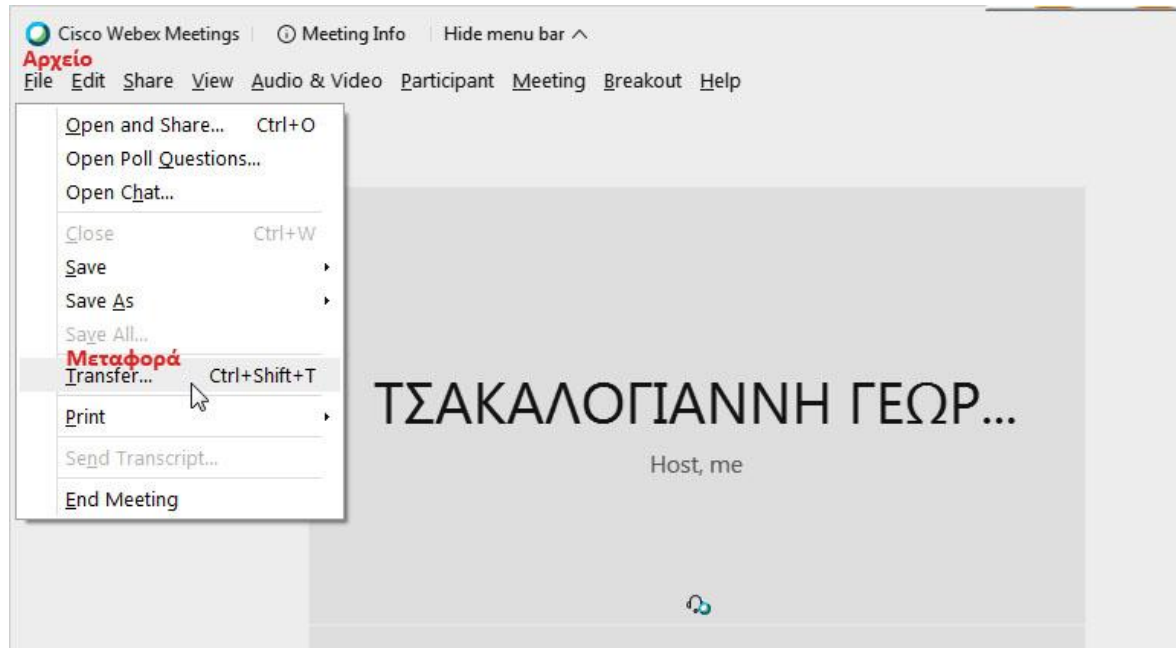 Cisco Webex Meetings Meeting Info Hide menu bar
Αρχείο
File Edit Share View Audio & Video Participant Meeting Breakout Help
Open and Share... Ctrl+O
Open Poll Questions...
Open Chat...
Close Ctrl+W
Save
Save As
Save All...
Μεταφορά
Transfer... Ctrl+Shift+T
Print
Send Transcript...
End Meeting
ΤΣΑΚΑΛΟΓΙΑΝΝΗ ΓΕΩΡ...
Host, me